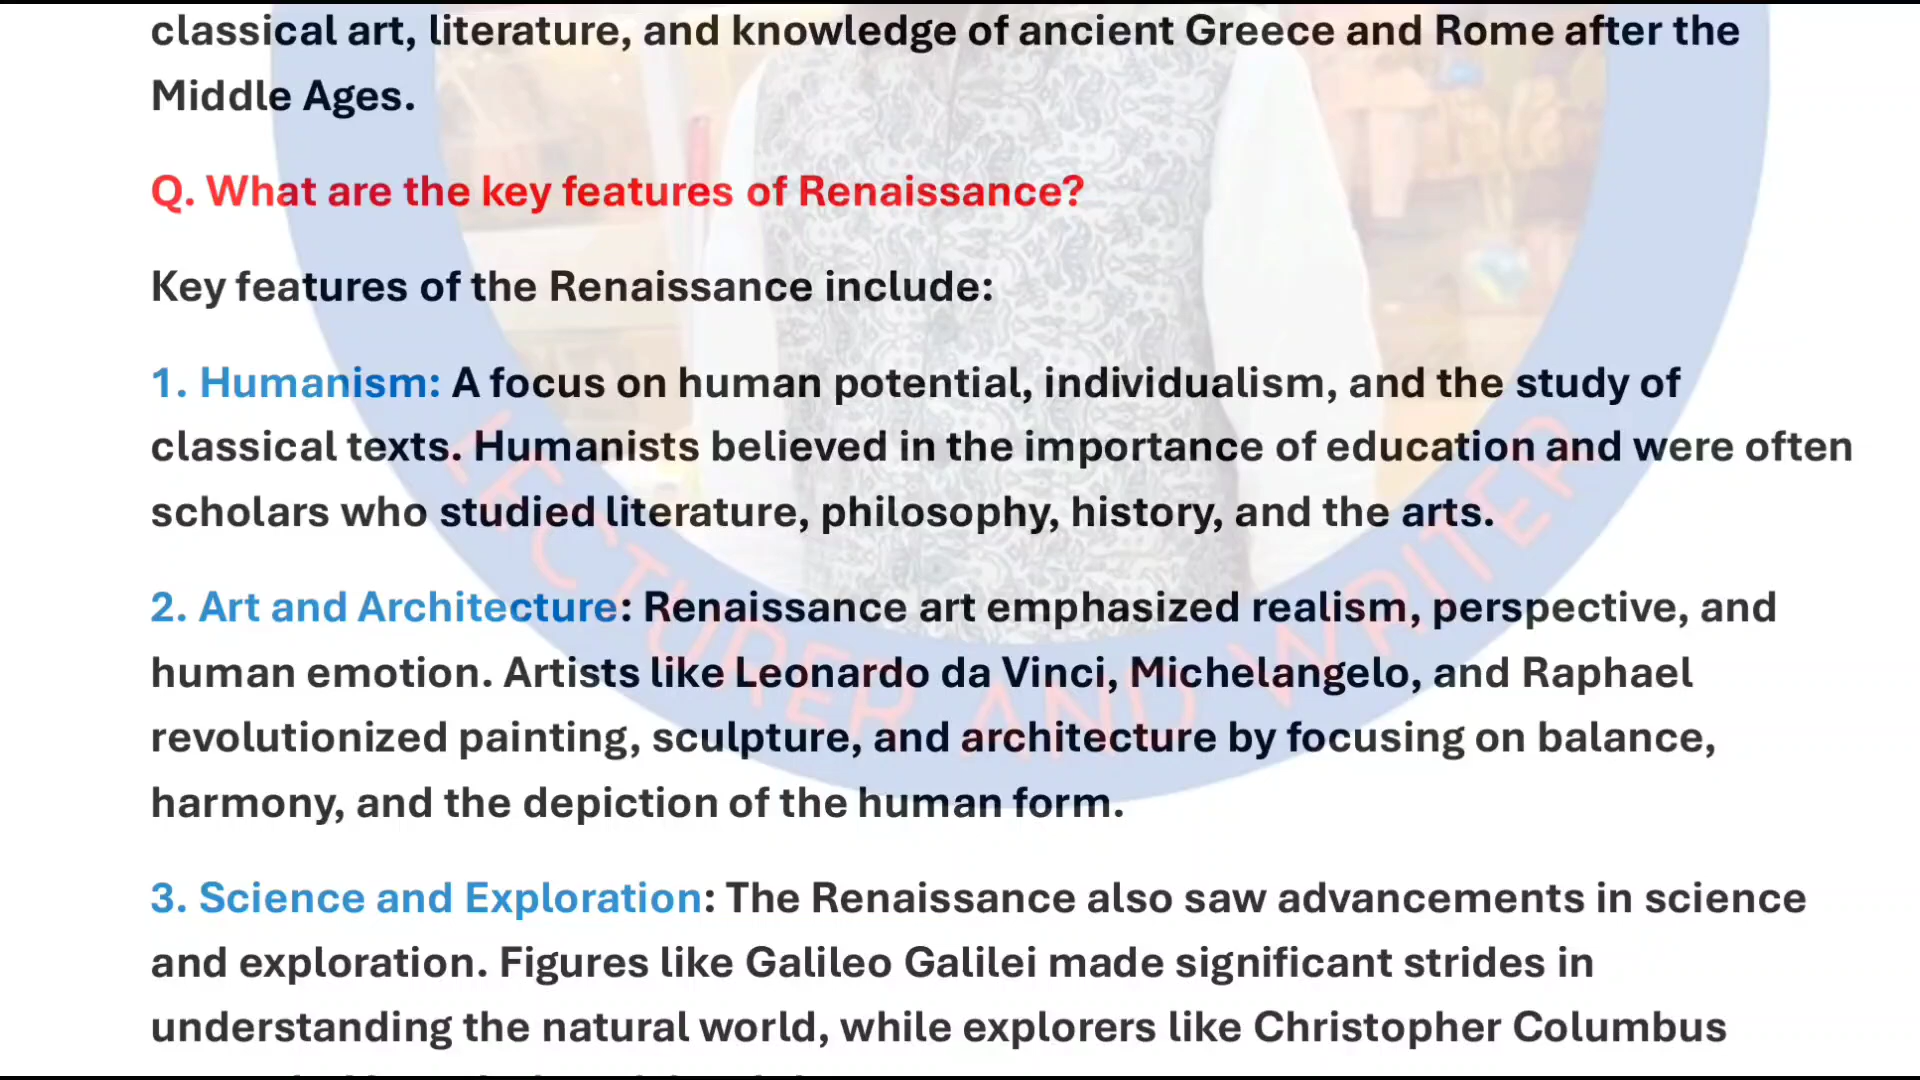 classical art, literature, and knowledge of ancient Greece and Rome after the
Middle Ages.
Q. What are the key features of Renaissance?
Key features of the Renaissance include:
1. Humanism: A focus on human potential, individualism, and the study of
classical texts. Humanists believed in the importance of education and were often
scholars who studied literature, philosophy, history, and the arts.
2. Art and Architecture: Renaissance art emphasized realism, perspective, and
human emotion. Artists like Leonardo da Vinci, Michelangelo, and Raphael
revolutionized painting, sculpture, and architecture by focusing on balance,
harmony, and the depiction of the human form.
3. Science and Exploration: The Renaissance also saw advancements in science
and exploration. Figures like Galileo Galilei made significant strides in
understanding the natural world, while explorers like Christopher Columbus
LECTURER AND WRITER